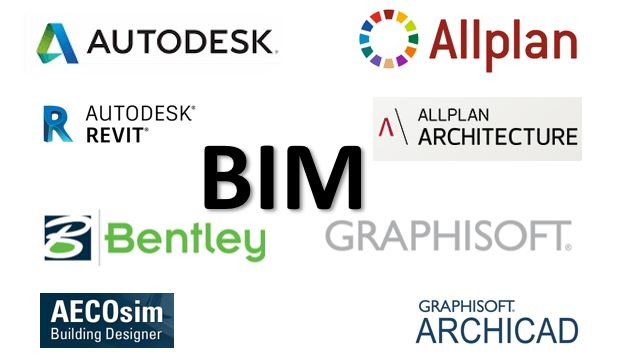 AUTODESK.
Allplan
AUTODESK®
REVIT®
ALLPLAN
ARCHITECTURE
BIM
B Bentley
GRAPHISOFT®
AECOsim
Building Designer
GRAPHISOFT®
ARCHICAD